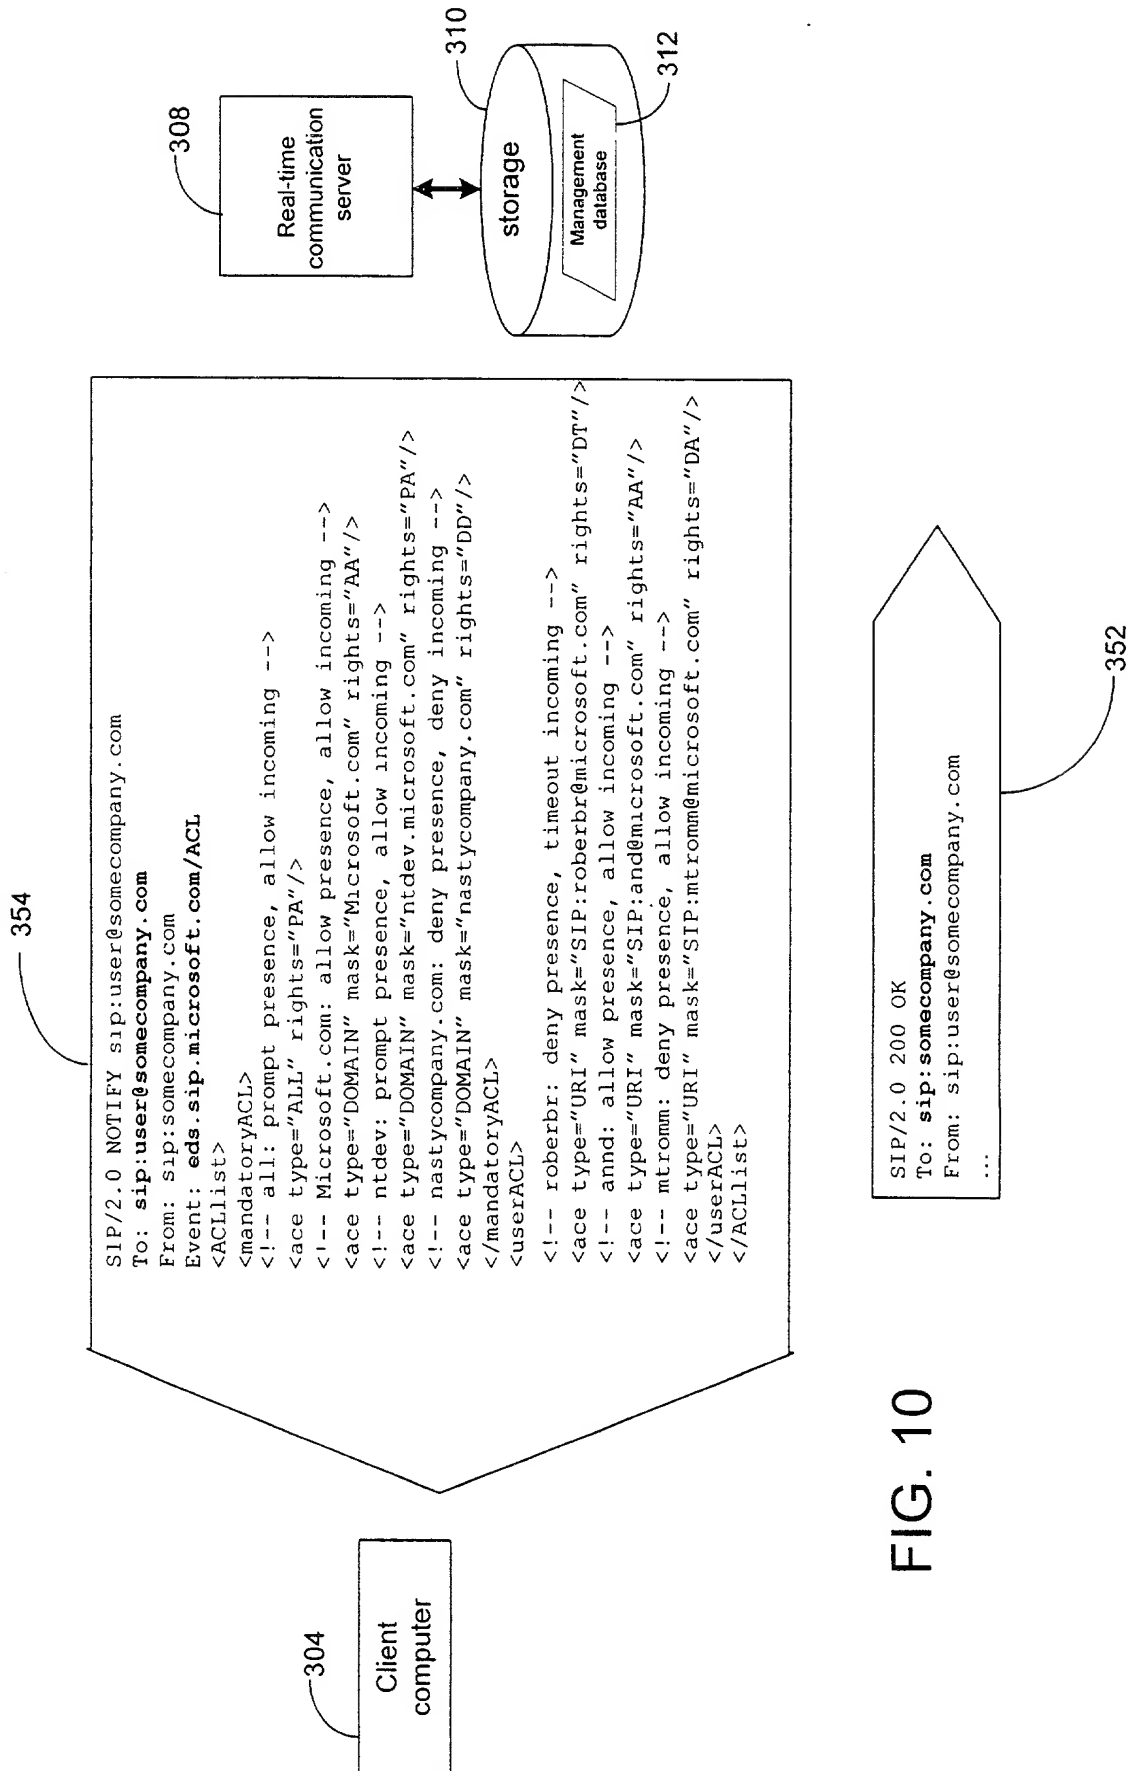 354
SIP/2.0 NOTIFY sip:user@somecompany.com
To: sip:user@somecompany.com
From: sip:somecompany.com
Event: eds.sip.microsoft.com/ACL
<ACLlist>
<mandatoryACL>
<!-- all: prompt presence, allow incoming -->
<ace type="ALL" rights="PA"/>
<!-- Microsoft.com: allow presence, allow incoming -->
<ace type="DOMAIN" mask="Microsoft.com" rights="AA"/>
<!-- ntdev: prompt presence, allow incoming -->
<ace type="DOMAIN" mask="ntdev.microsoft.com" rights="PA"/>
<!-- nastycompany.com: deny presence, deny incoming -->
<ace type="DOMAIN" mask="nastycompany.com" rights="DD"/>
</mandatoryACL>
<userACL>
<!-- roberbr: deny presence, timeout incoming -->
<ace type="URI" mask="SIP:roberbr@microsoft.com" rights="DT"/>
<!-- annd: allow presence, allow incoming -->
<ace type="URI" mask="SIP:and@microsoft.com" rights="AA"/>
<!-- mtromm: deny presence, allow incoming -->
<ace type="URI" mask="SIP:mtromm@microsoft.com" rights="DA"/>
</userACL>
</ACLlist>
304
Client
computer
308
Real-time
communication
server
310
storage
Management
database
312
SIP/2.0 200 OK
To: sip:somecompany.com
From: sip:user@somecompany.com
...
352
FIG. 10